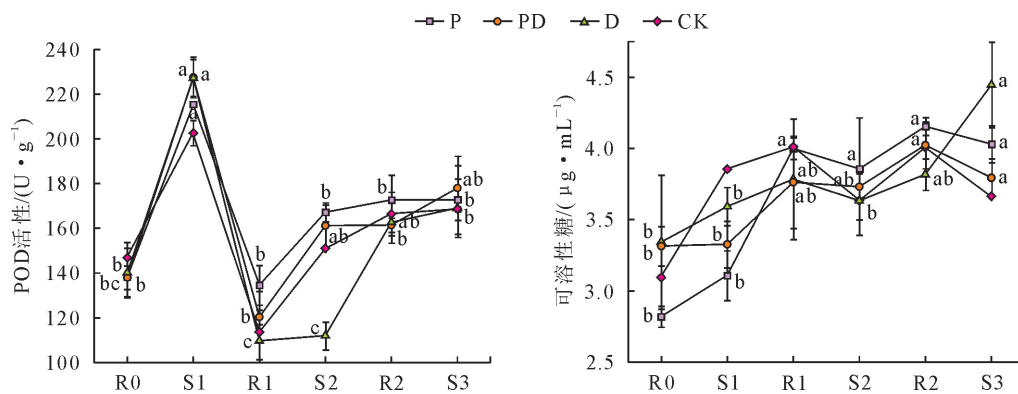 P PD D CK
POD活性/(U·g⁻¹)
240
220
200
180
160
140
120
100
a a
a
b
bc b
b
b
c
b
ab
c
b
ab
b
ab
b
b
R0 S1 R1 S2 R2 S3
可溶性糖/(μg·mL⁻¹)
4.5
4.0
3.5
3.0
2.5
b
b
b
b
b
b
a
ab
ab
a
ab
b
a
a
ab
a
a
a
R0 S1 R1 S2 R2 S3